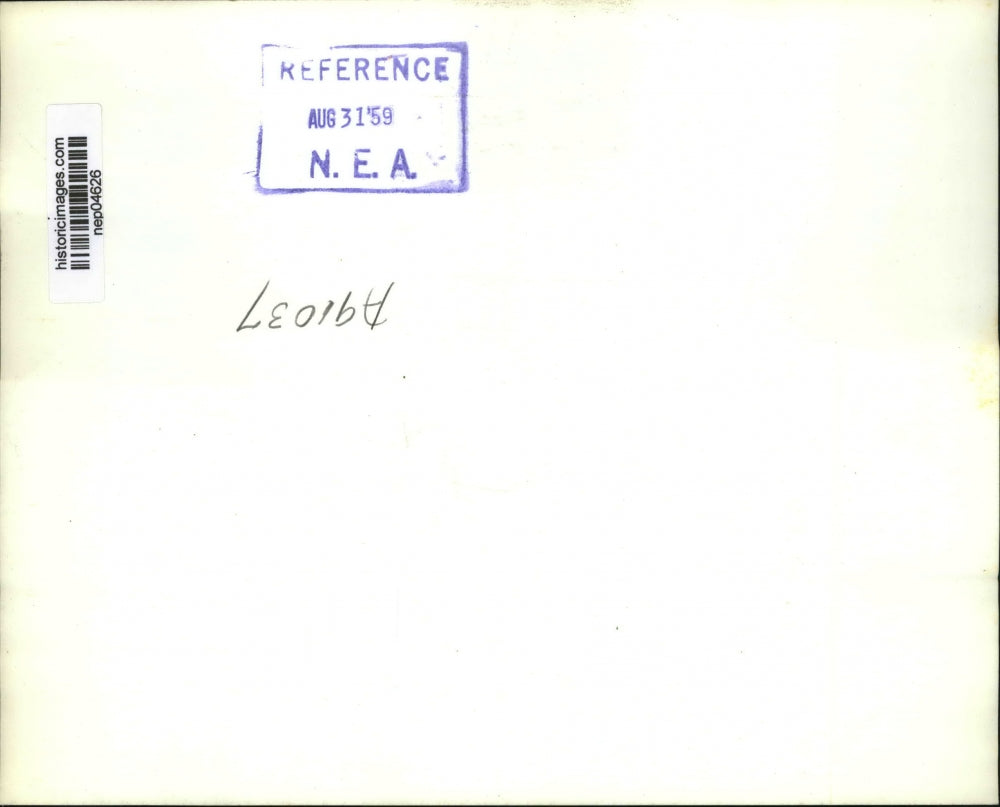 REFERENCE
AUG 31 '59
N. E. A.
historicimages.com
nep04626
A91037